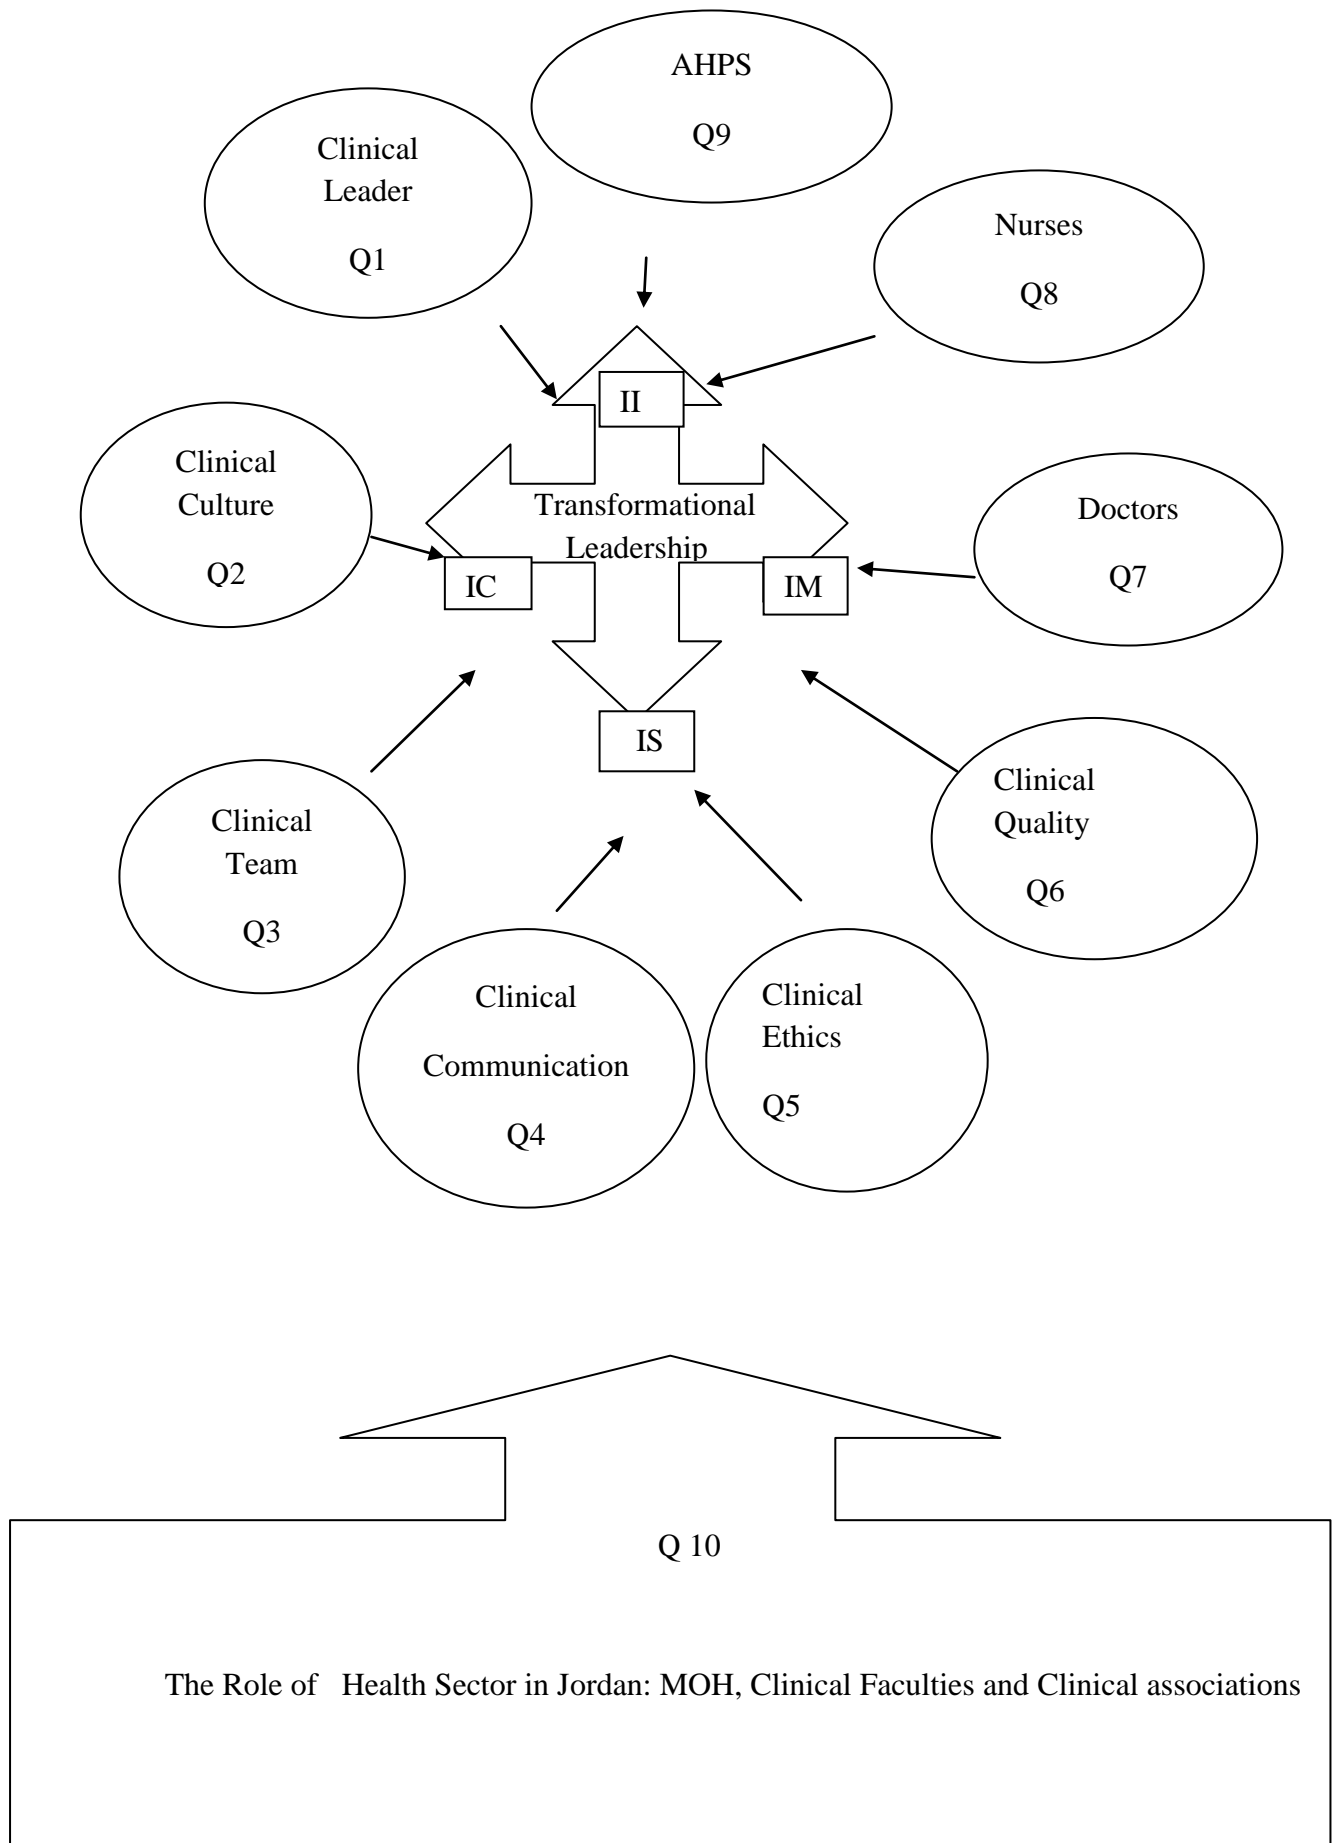 AHPS
Q9
Clinical
Leader
Q1
Nurses
Q8
II
Clinical
Culture
Q2
Transformational
Leadership
Doctors
Q7
IC
IM
IS
Clinical
Team
Q3
Clinical
Quality
Q6
Clinical
Communication
Q4
Clinical
Ethics
Q5
Q 10
The Role of Health Sector in Jordan: MOH, Clinical Faculties and Clinical associations